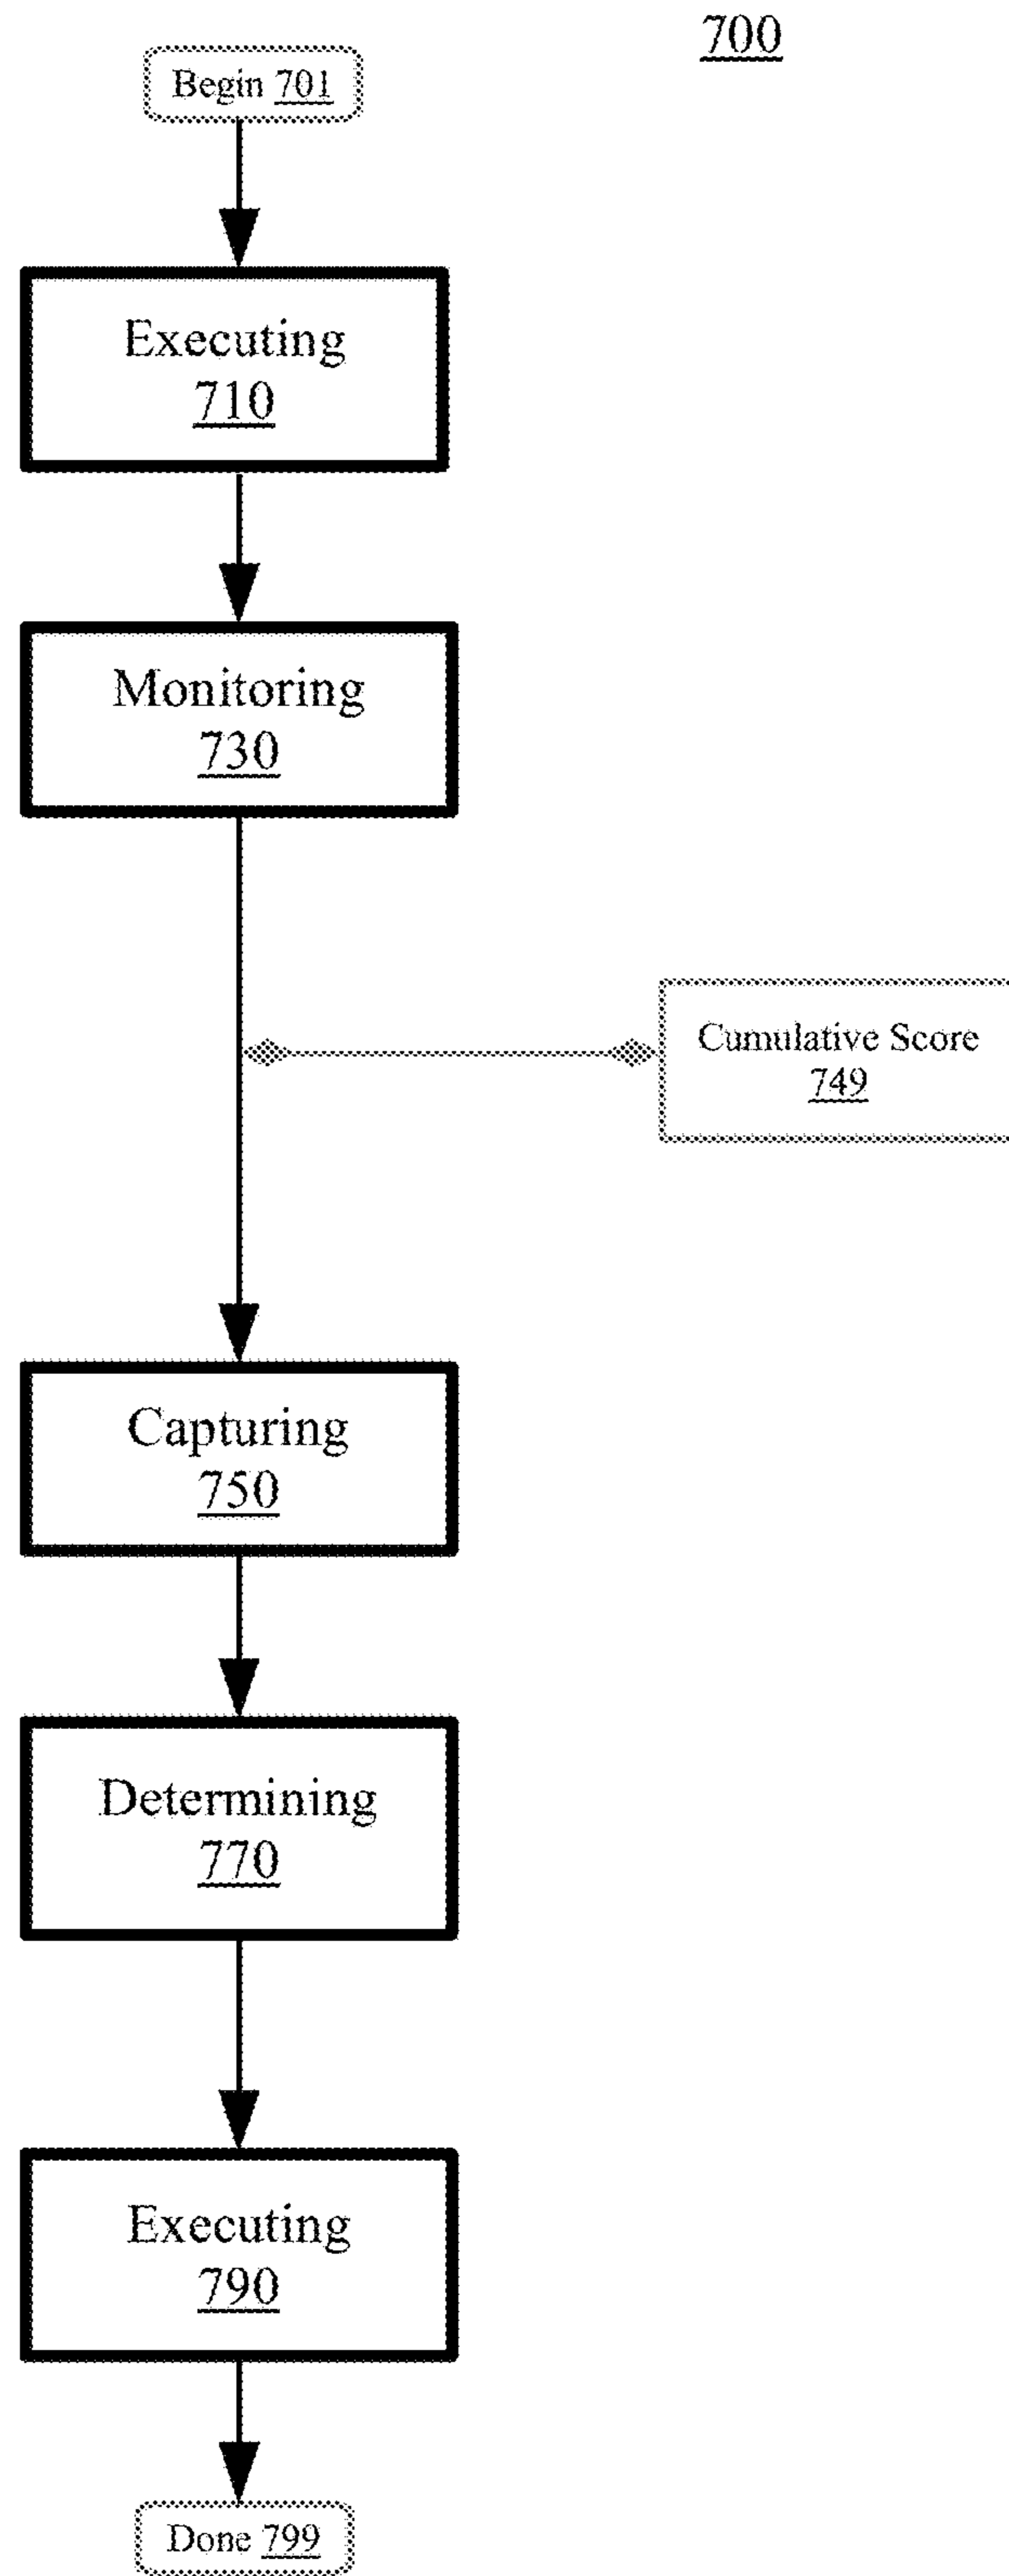 700
Begin 701
Executing
710
Monitoring
730
Cumulative Score
749
Capturing
750
Determining
770
Executing
790
Done 799